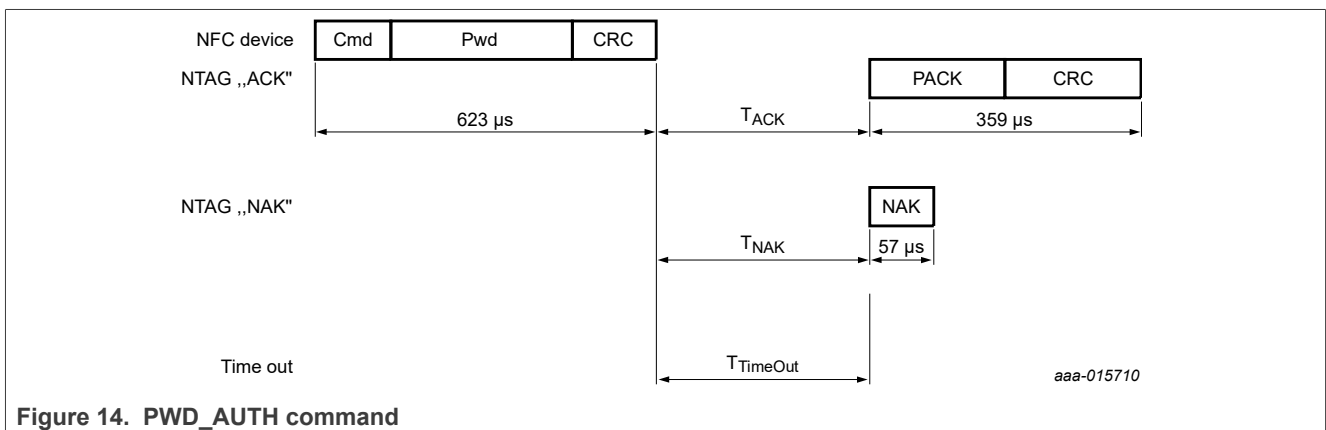 NFC device Cmd Pwd CRC
NTAG ,,ACK" PACK CRC
623 µs TACK 359 µs
NTAG ,,NAK" NAK
TNAK 57 µs
Time out TTimeOut aaa-015710
Figure 14. PWD_AUTH command